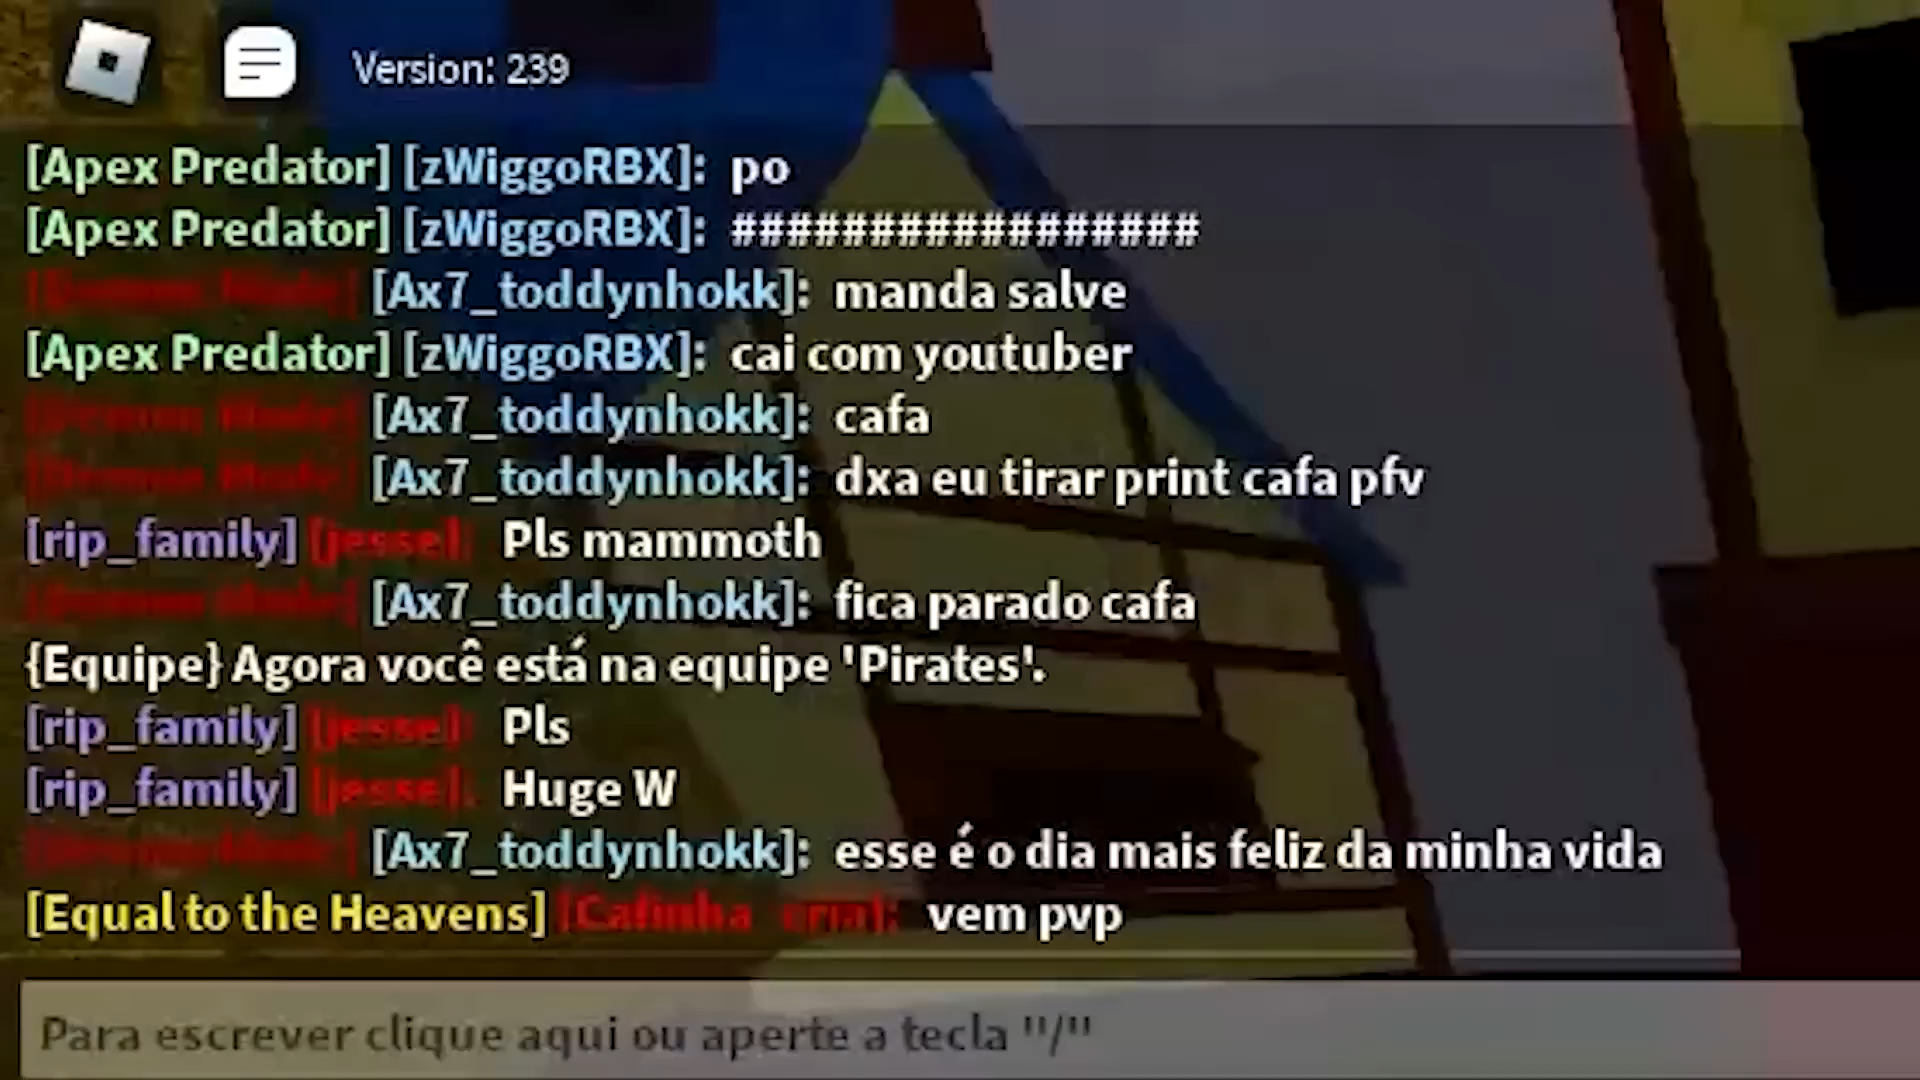 Version: 239
[Apex Predator] [zWiggoRBX]: po
[Apex Predator] [zWiggoRBX]: #################
[Ax7_toddynhokk]: manda salve
[Apex Predator] [zWiggoRBX]: cai com youtuber
[Ax7_toddynhokk]: cafa
[Ax7_toddynhokk]: dxa eu tirar print cafa pfv
[rip_family] [jesse]: Pls mammoth
[Ax7_toddynhokk]: fica parado cafa
{Equipe} Agora você está na equipe 'Pirates'.
[rip_family] [jesse]: Pls
[rip_family] [jesse]: Huge W
[Ax7_toddynhokk]: esse é o dia mais feliz da minha vida
[Equal to the Heavens] vem pvp
Para escrever clique aqui ou aperte a tecla "/"